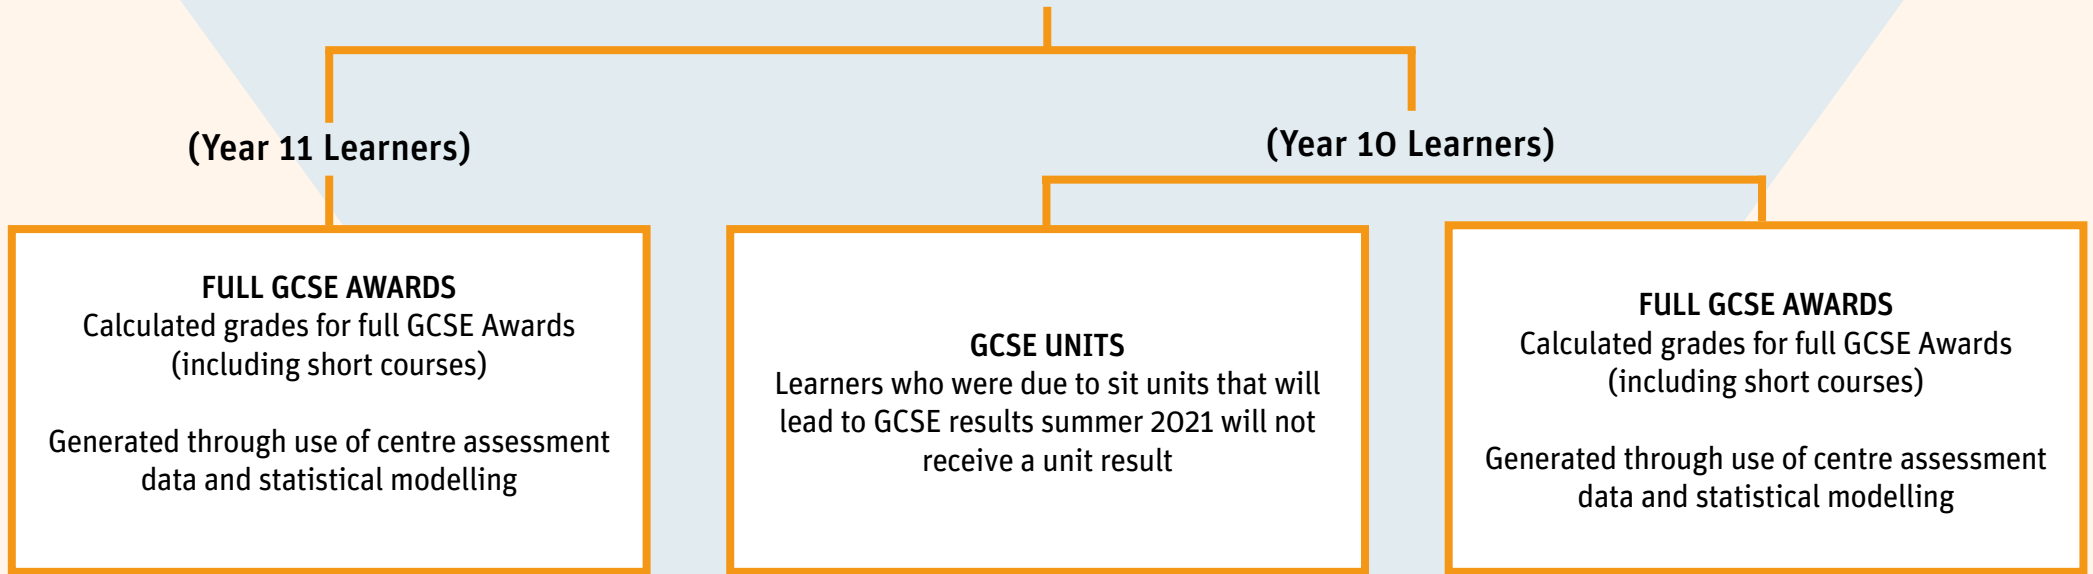 (Year 11 Learners)
(Year 10 Learners)
FULL GCSE AWARDS
Calculated grades for full GCSE Awards
(including short courses)
Generated through use of centre assessment
data and statistical modelling
GCSE UNITS
Learners who were due to sit units that will
lead to GCSE results summer 2021 will not
receive a unit result
FULL GCSE AWARDS
Calculated grades for full GCSE Awards
(including short courses)
Generated through use of centre assessment
data and statistical modelling